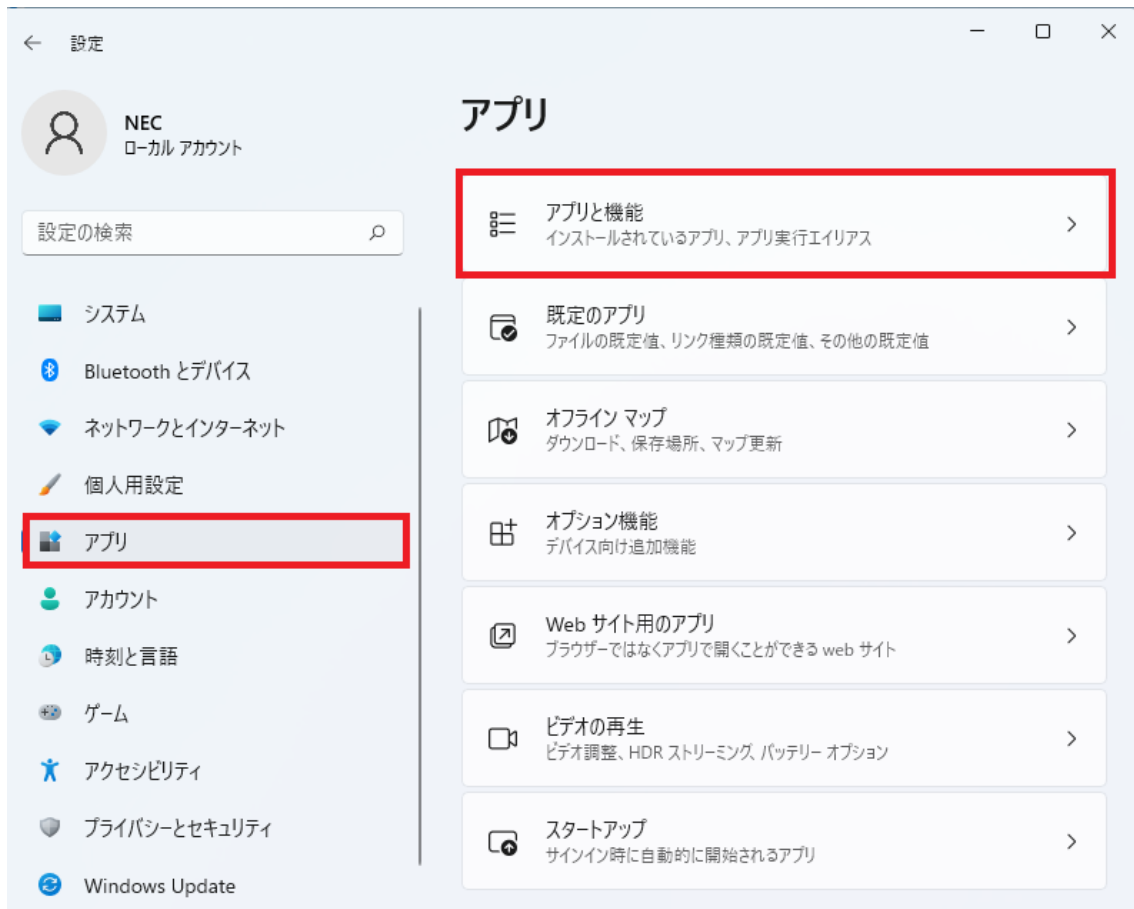 設定
NEC
ローカル アカウント
設定の検索
システム
Bluetooth とデバイス
ネットワークとインターネット
個人用設定
アプリ
アカウント
時刻と言語
ゲーム
アクセシビリティ
プライバシーとセキュリティ
Windows Update
アプリ
アプリと機能
インストールされているアプリ、アプリ実行エイリアス
既定のアプリ
ファイルの既定値、リンク種類の既定値、その他の既定値
オフライン マップ
ダウンロード、保存場所、マップ更新
オプション機能
デバイス向け追加機能
Web サイト用のアプリ
ブラウザーではなくアプリで開くことができる web サイト
ビデオの再生
ビデオ調整、HDR ストリーミング、バッテリー オプション
スタートアップ
サインイン時に自動的に開始されるアプリ